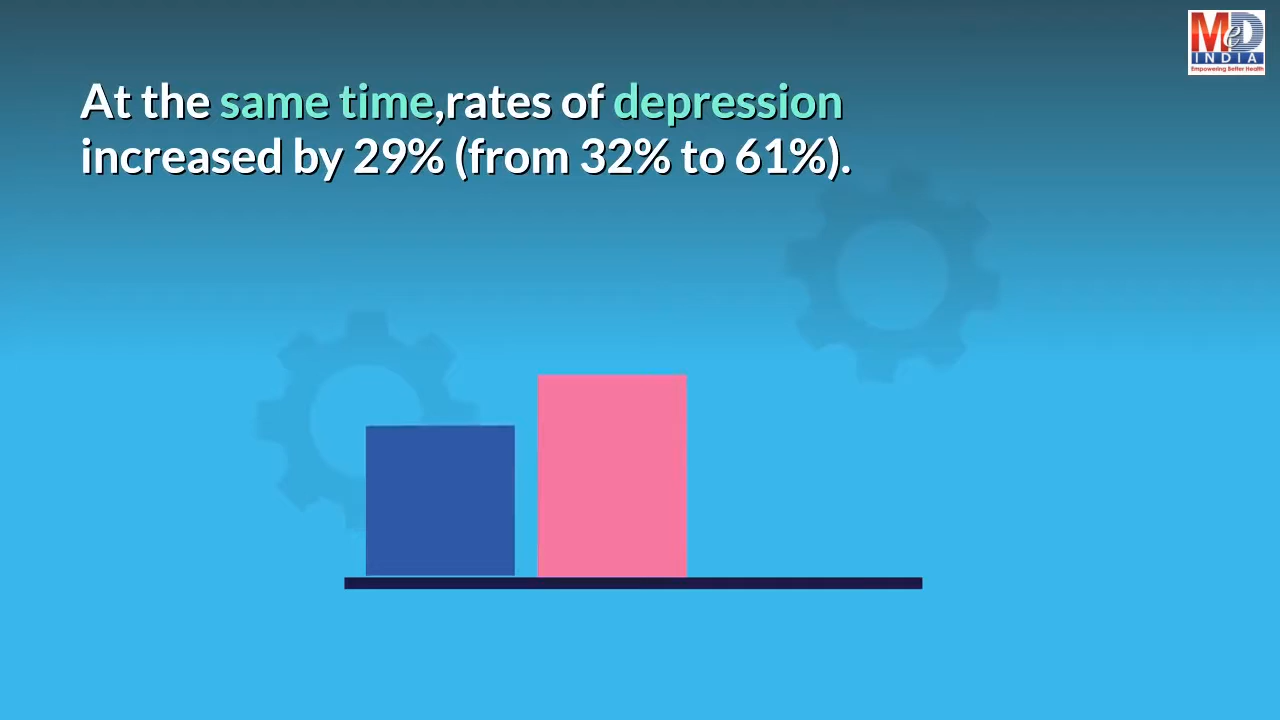 At the same time,rates of depression
increased by 29% (from 32% to 61%).
MeD
INDIA
Empowering Better Health